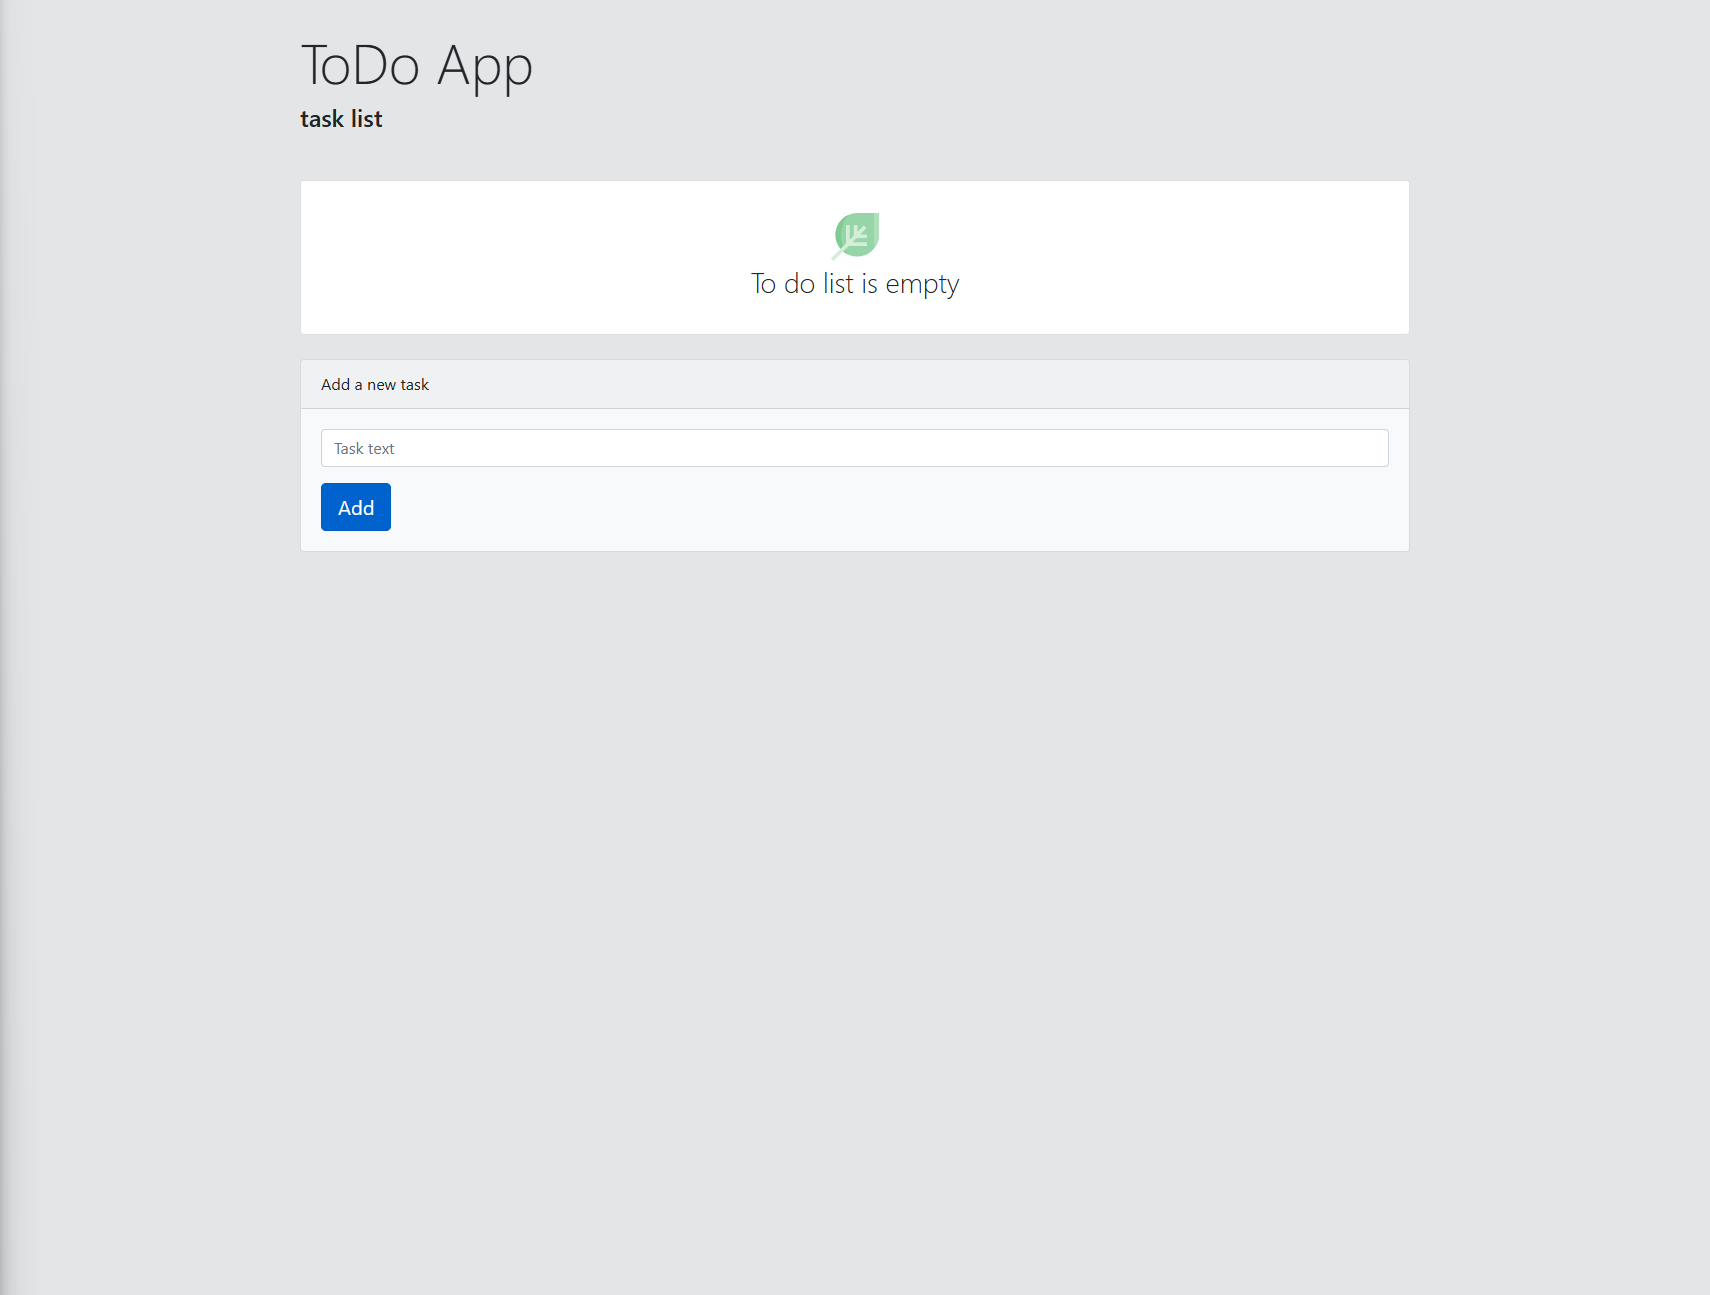 ToDo App
task list
To do list is empty
Add a new task
Task text
Add